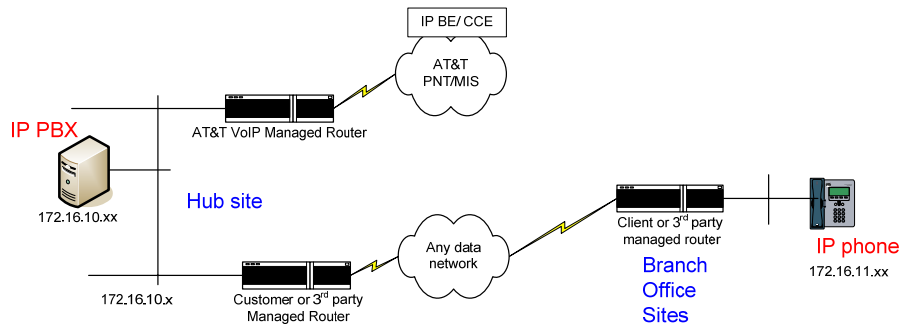 IP BE/ CCE
AT&T
PNT/MIS
AT&T VoIP Managed Router
IP PBX
172.16.10.xx
Hub site
Client or 3rd party
managed router
IP phone
172.16.11.xx
Any data
network
Branch
Office
Sites
172.16.10.x
Customer or 3rd party
Managed Router